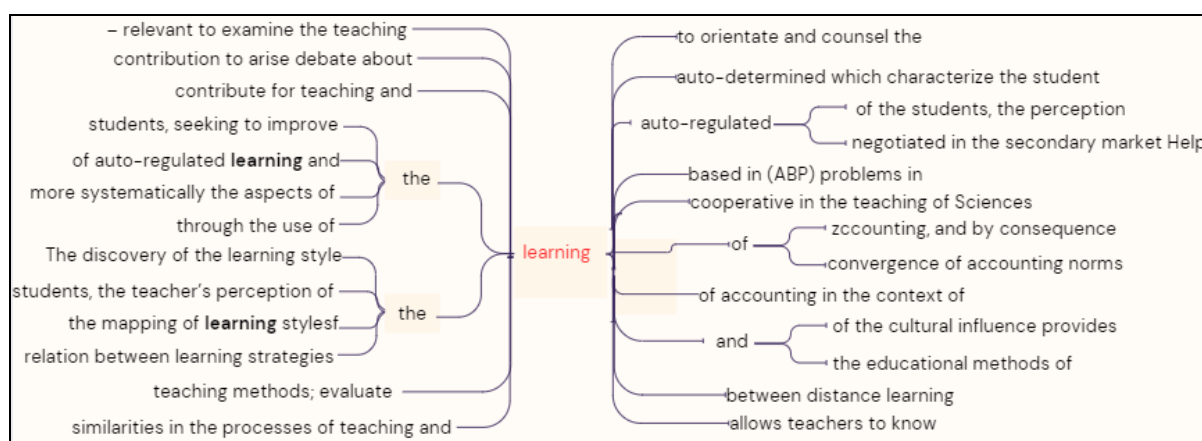 – relevant to examine the teaching
contribution to arise debate about
contribute for teaching and
students, seeking to improve
of auto-regulated learning and
more systematically the aspects of
through the use of
the
The discovery of the learning style
students, the teacher's perception of
the mapping of learning stylesf
relation between learning strategies
the
teaching methods; evaluate
similarities in the processes of teaching and
learning
to orientate and counsel the
auto-determined which characterize the student
auto-regulated
of the students, the perception
negotiated in the secondary market Help
based in (ABP) problems in
cooperative in the teaching of Sciences
of
zccounting, and by consequence
convergence of accounting norms
of accounting in the context of
and
of the cultural influence provides
the educational methods of
between distance learning
allows teachers to know